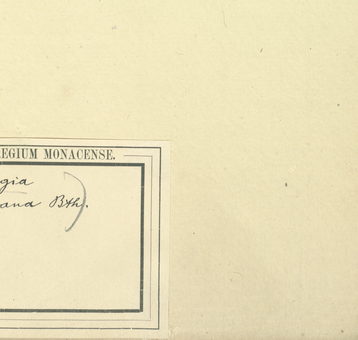 REGIUM MONACENSE.
gia
ana Bth.